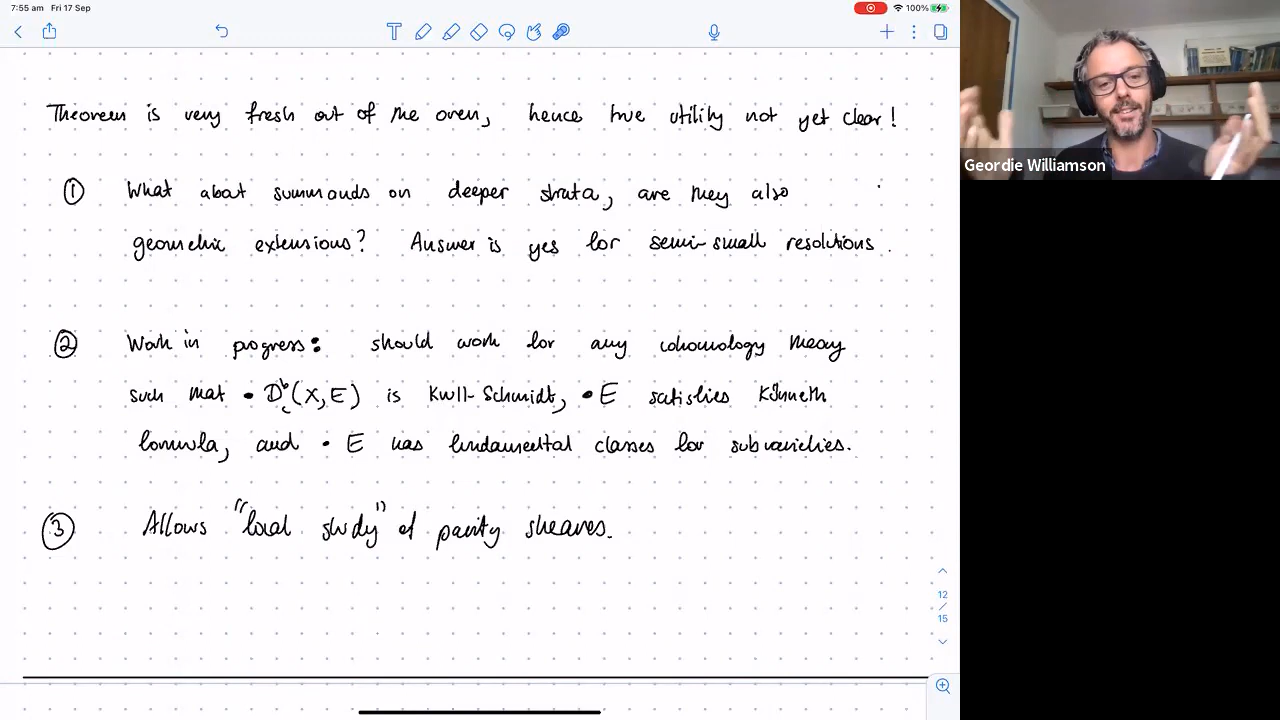 7:55 am Fri 17 Sep
100%
Theorem is very fresh out of the oven, hence true utility not yet clear!
① What about summands on deeper strata, are they also
geometric extensions? Answer is yes for semi-small resolutions.
② Work in progress: should work for any cohomology theory
such that • D_c^b(X,E) is Krull-Schmidt, • E satisfies Künneth
formula, and • E has fundamental classes for subvarieties.
③ Allows "local study" of parity sheaves.
12
/
15
Geordie Williamson